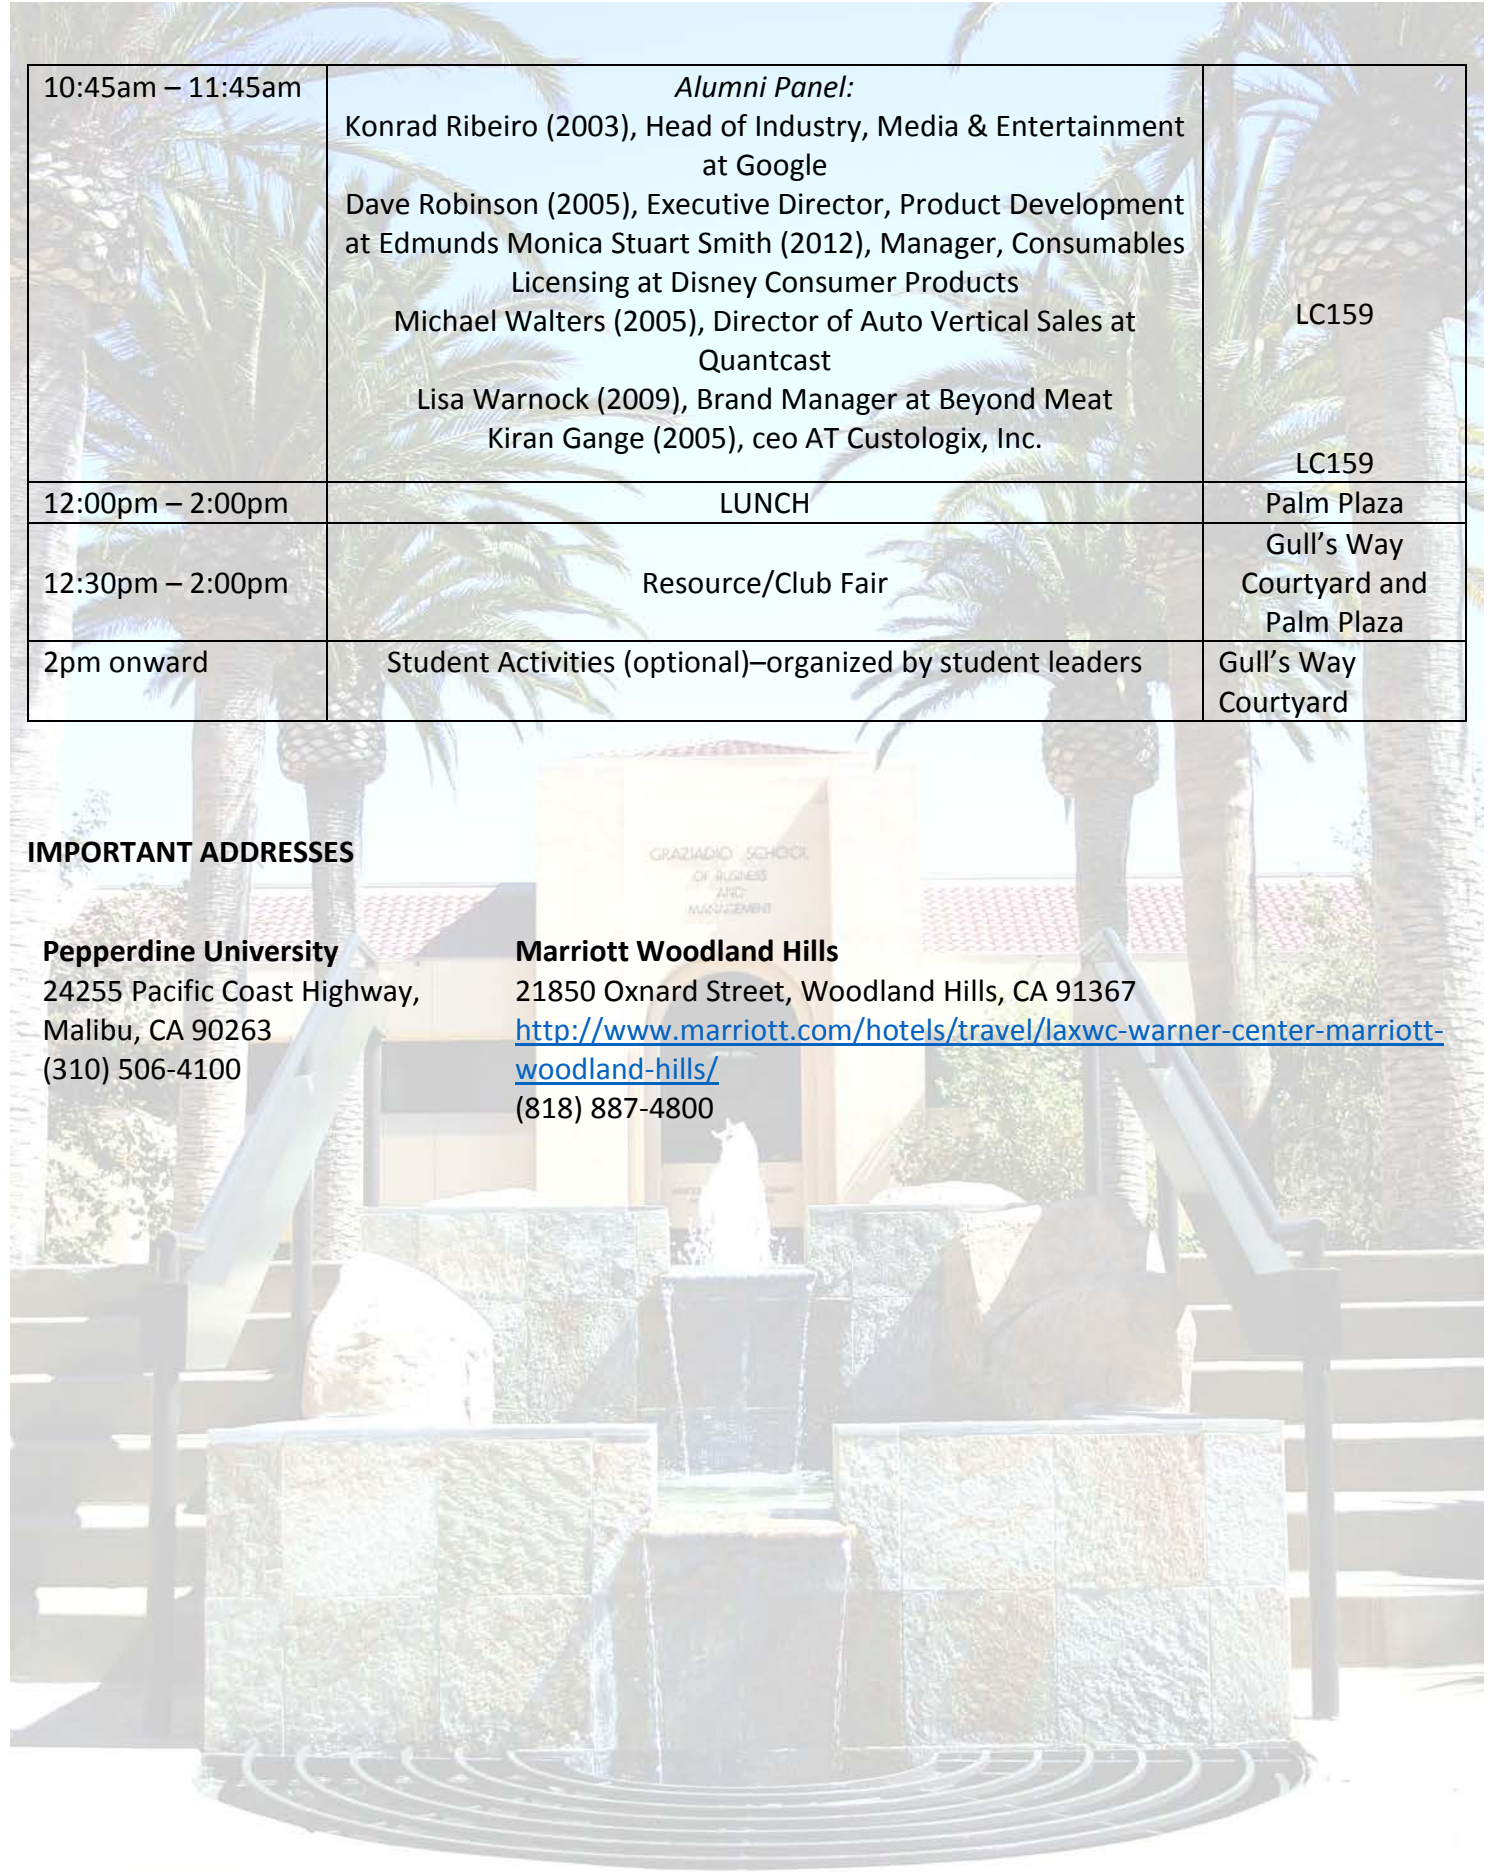 10:45am – 11:45am
Alumni Panel:
Konrad Ribeiro (2003), Head of Industry, Media & Entertainment
at Google
Dave Robinson (2005), Executive Director, Product Development
at Edmunds Monica Stuart Smith (2012), Manager, Consumables
Licensing at Disney Consumer Products
Michael Walters (2005), Director of Auto Vertical Sales at
Quantcast
Lisa Warnock (2009), Brand Manager at Beyond Meat
Kiran Gange (2005), ceo AT Custologix, Inc.
LC159
LC159
12:00pm – 2:00pm
LUNCH
Palm Plaza
12:30pm – 2:00pm
Resource/Club Fair
Gull’s Way
Courtyard and
Palm Plaza
2pm onward
Student Activities (optional)–organized by student leaders
Gull’s Way
Courtyard
IMPORTANT ADDRESSES
GRAZIADIO SCHOOL
OF BUSINESS
AND
MANAGEMENT
Pepperdine University
24255 Pacific Coast Highway,
Malibu, CA 90263
(310) 506-4100
Marriott Woodland Hills
21850 Oxnard Street, Woodland Hills, CA 91367
http://www.marriott.com/hotels/travel/laxwc-warner-center-marriott-
woodland-hills/
(818) 887-4800